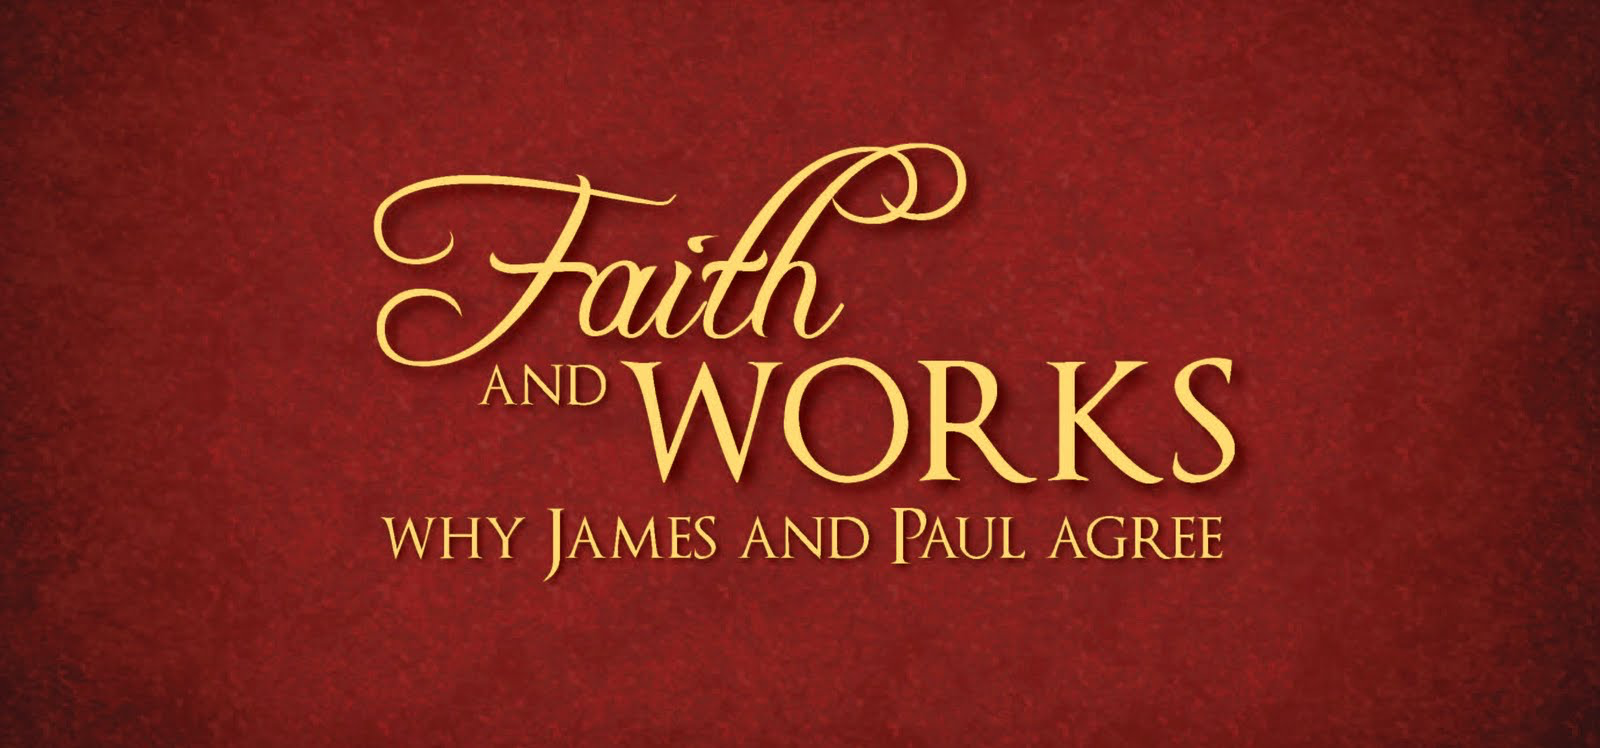 Faith
AND WORKS
WHY JAMES AND PAUL AGREE